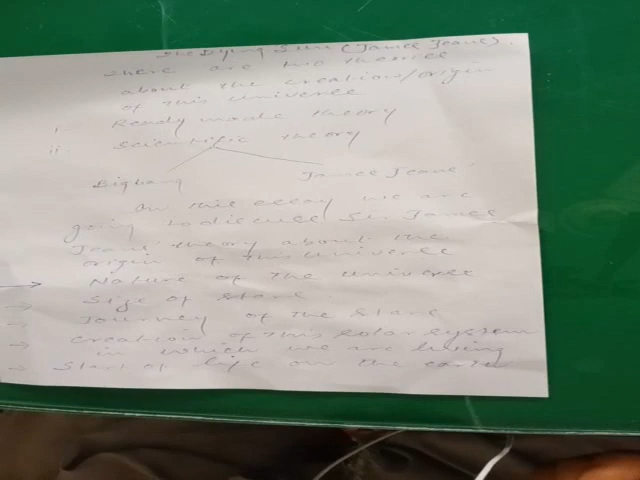 The Dying Sun (James Jeans).
There are two theories
about the creation/origin
of this universe
i. Ready made theory
ii. Scientific theory
Bigbang James Jeans'
In this essay we are
going to discuss Sir James
Jeans' theory about the
origin of this universe
→ Nature of the universe
→ Size of stars.
→ Journey of the stars
→ Creation of this solar system
in which we are living
→ Start of life on the earth